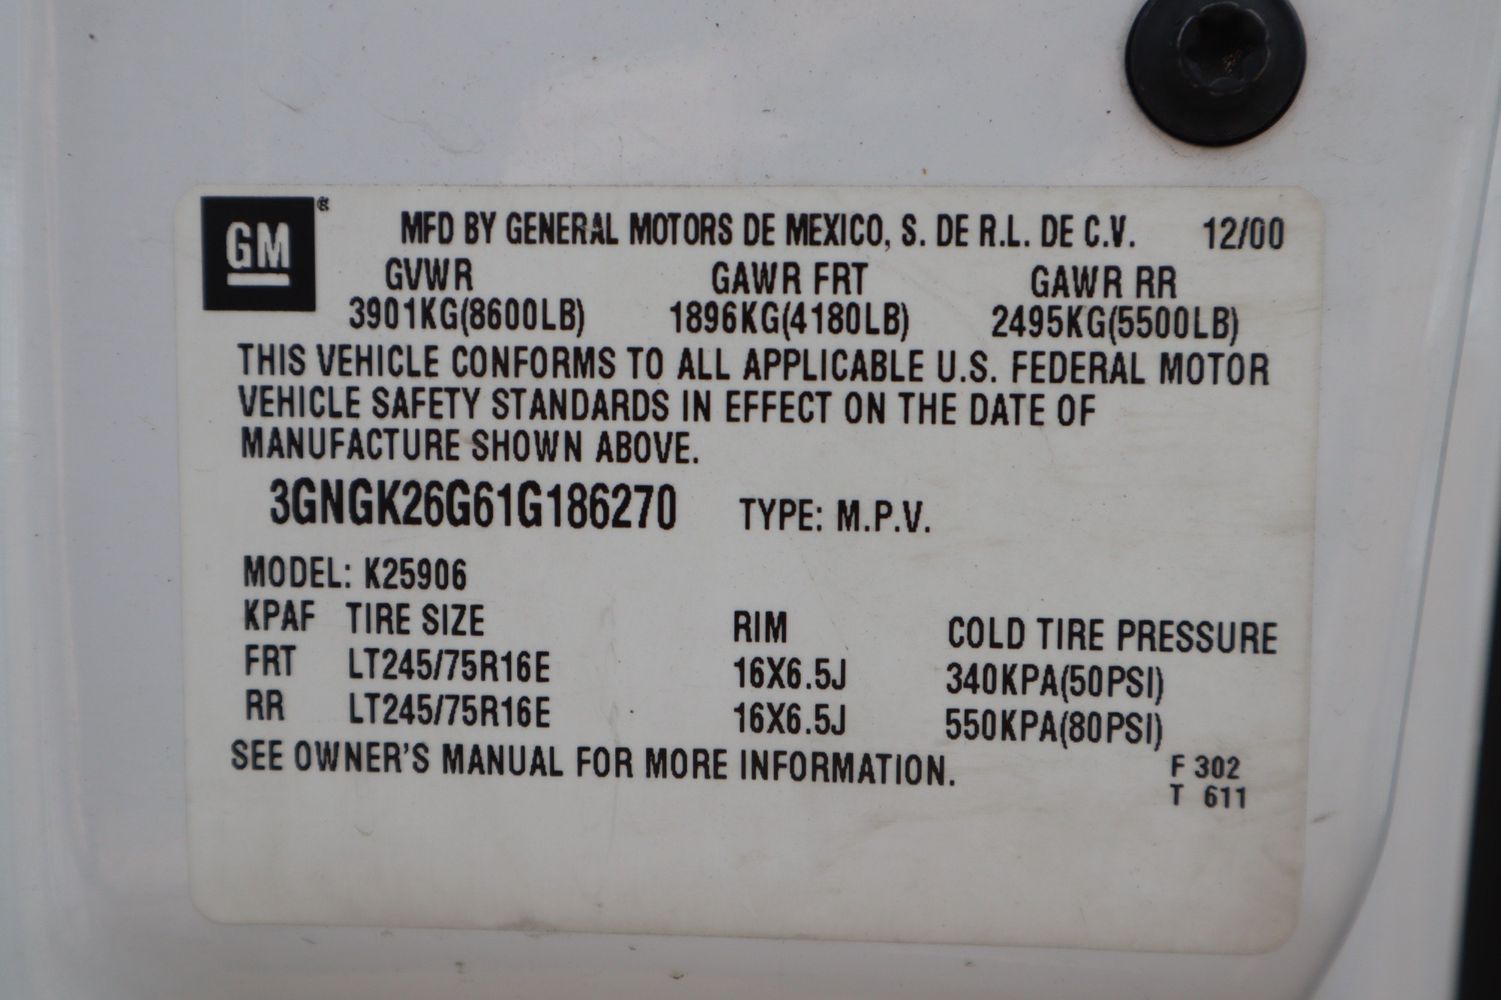 GM
MFD BY GENERAL MOTORS DE MEXICO, S. DE R.L. DE C.V. 12/00
GVWR GAWR FRT GAWR RR
3901KG(8600LB) 1896KG(4180LB) 2495KG(5500LB)
THIS VEHICLE CONFORMS TO ALL APPLICABLE U.S. FEDERAL MOTOR
VEHICLE SAFETY STANDARDS IN EFFECT ON THE DATE OF
MANUFACTURE SHOWN ABOVE.
3GNGK26G61G186270 TYPE: M.P.V.
MODEL: K25906
KPAF TIRE SIZE RIM COLD TIRE PRESSURE
FRT LT245/75R16E 16X6.5J 340KPA(50PSI)
RR LT245/75R16E 16X6.5J 550KPA(80PSI)
SEE OWNER'S MANUAL FOR MORE INFORMATION.
F 302
T 611